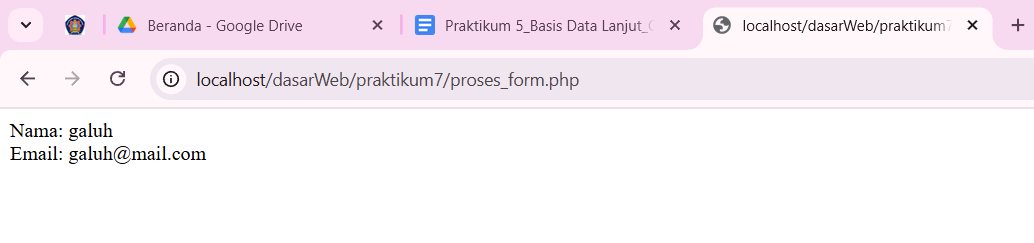 Beranda - Google Drive
Praktikum 5_Basis Data Lanjut_
localhost/dasarWeb/praktikum7
localhost/dasarWeb/praktikum7/proses_form.php
Nama: galuh
Email: galuh@mail.com